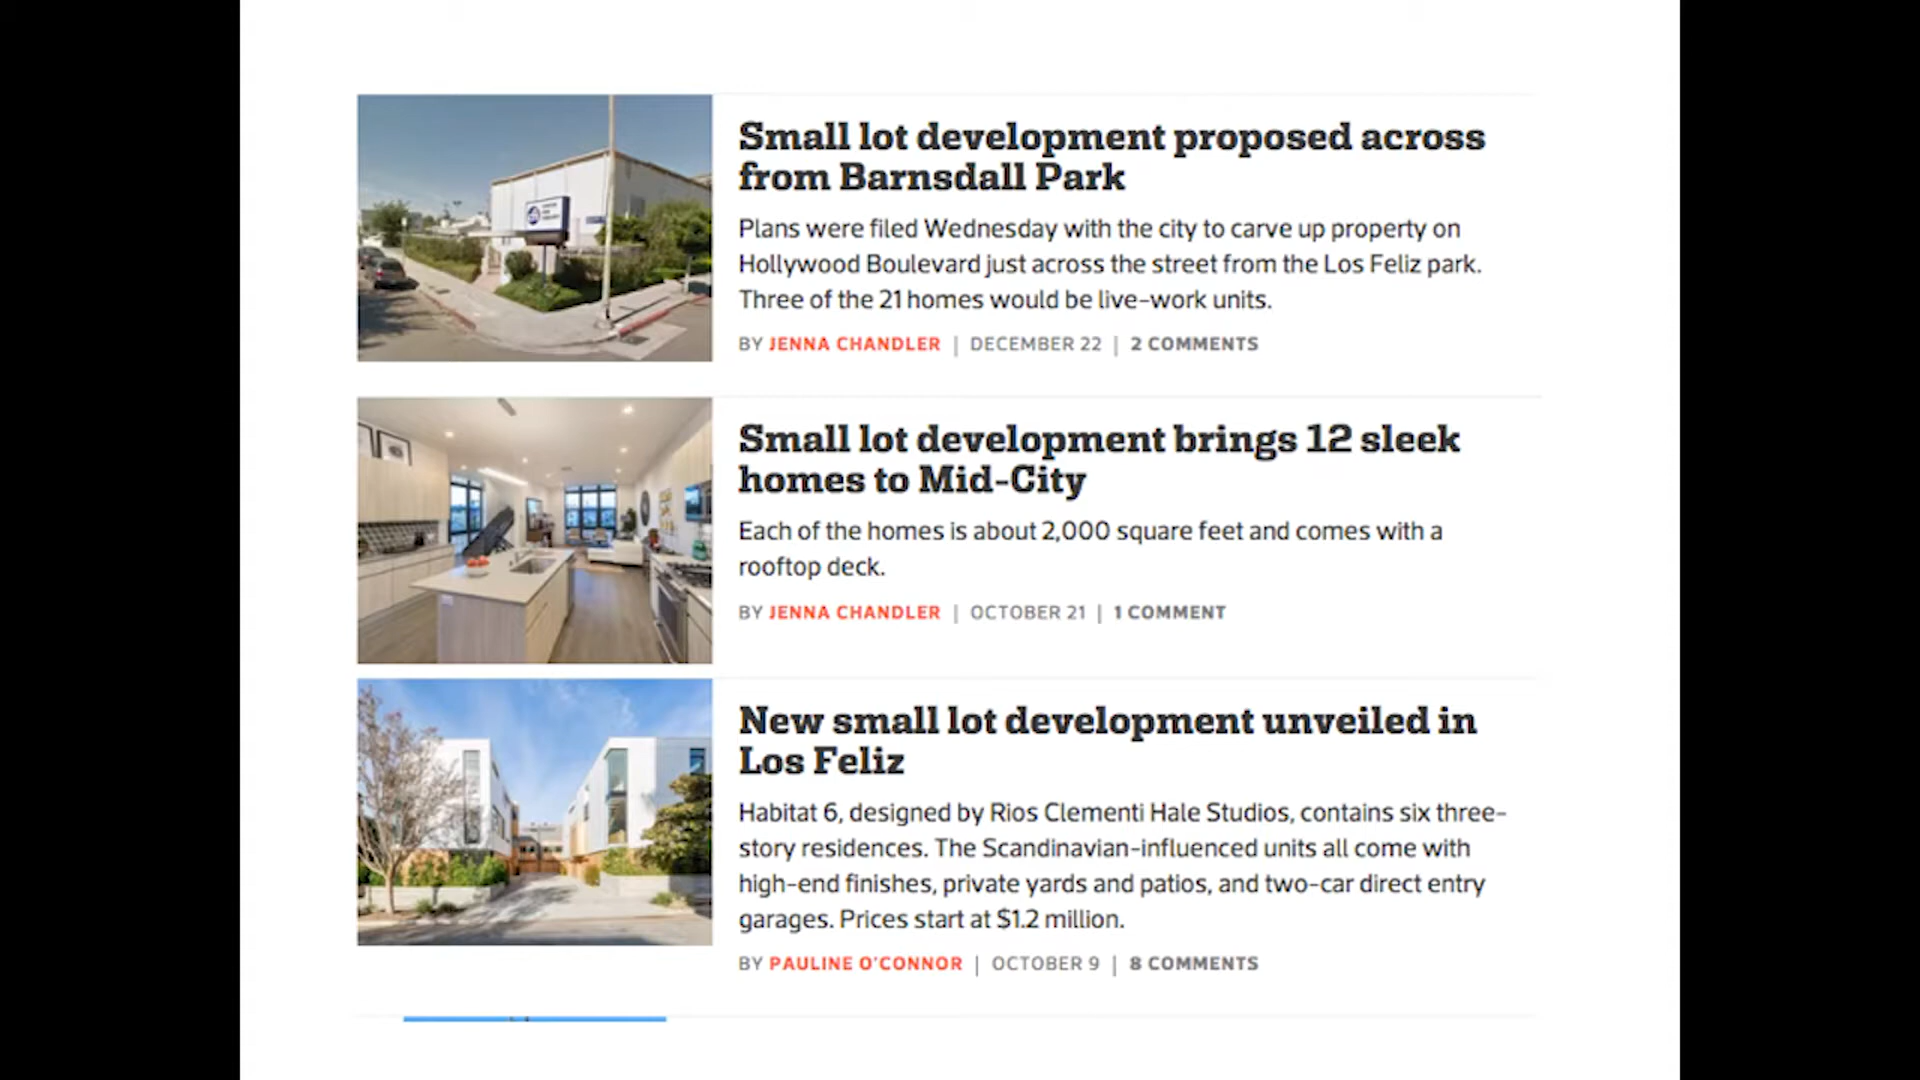 Small lot development proposed across
from Barnsdall Park
Plans were filed Wednesday with the city to carve up property on
Hollywood Boulevard just across the street from the Los Feliz park.
Three of the 21 homes would be live-work units.
BY JENNA CHANDLER | DECEMBER 22 | 2 COMMENTS
Small lot development brings 12 sleek
homes to Mid-City
Each of the homes is about 2,000 square feet and comes with a
rooftop deck.
BY JENNA CHANDLER | OCTOBER 21 | 1 COMMENT
New small lot development unveiled in
Los Feliz
Habitat 6, designed by Rios Clementi Hale Studios, contains six three-
story residences. The Scandinavian-influenced units all come with
high-end finishes, private yards and patios, and two-car direct entry
garages. Prices start at $1.2 million.
BY PAULINE O'CONNOR | OCTOBER 9 | 8 COMMENTS